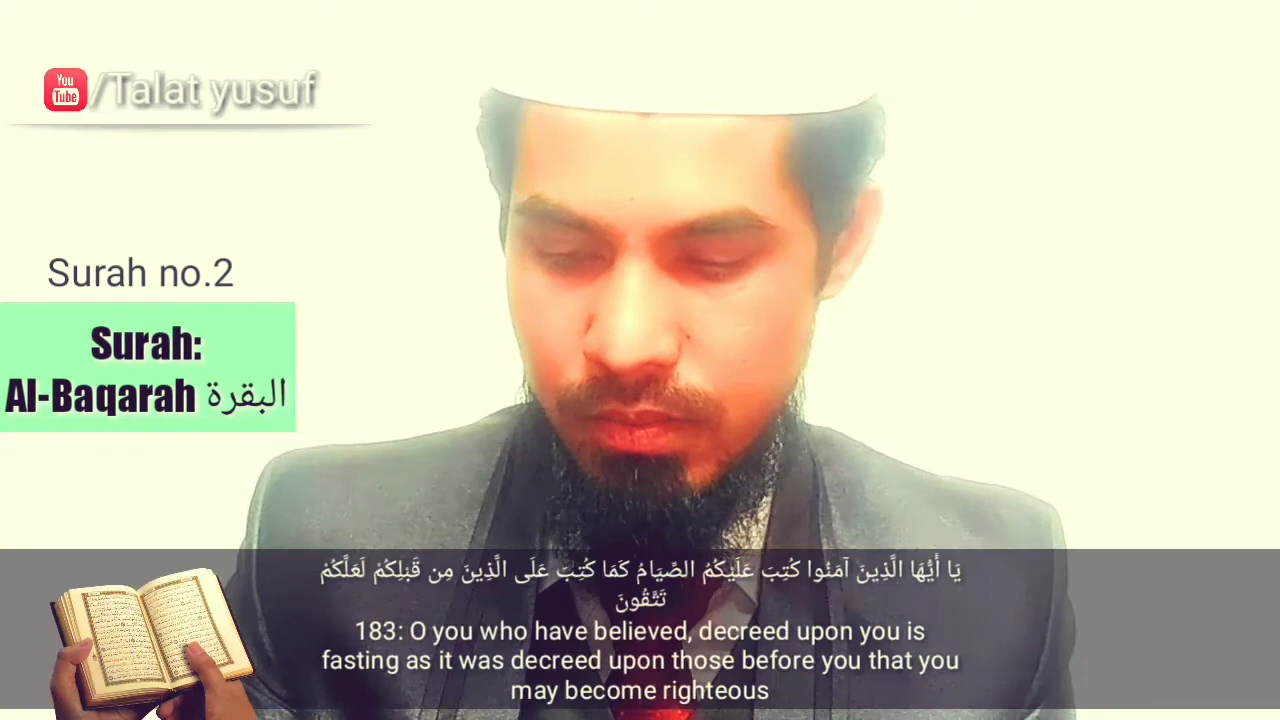 You
Tube
/Talat yusuf
Surah no.2
Surah:
Al-Baqarah البقرة
يَا أَيُّهَا الَّذِينَ آمَنُوا كُتِبَ عَلَيْكُمُ الصِّيَامُ كَمَا كُتِبَ عَلَى الَّذِينَ مِن قَبْلِكُمْ لَعَلَّكُمْ
تَتَّقُونَ
183: O you who have believed, decreed upon you is
fasting as it was decreed upon those before you that you
may become righteous